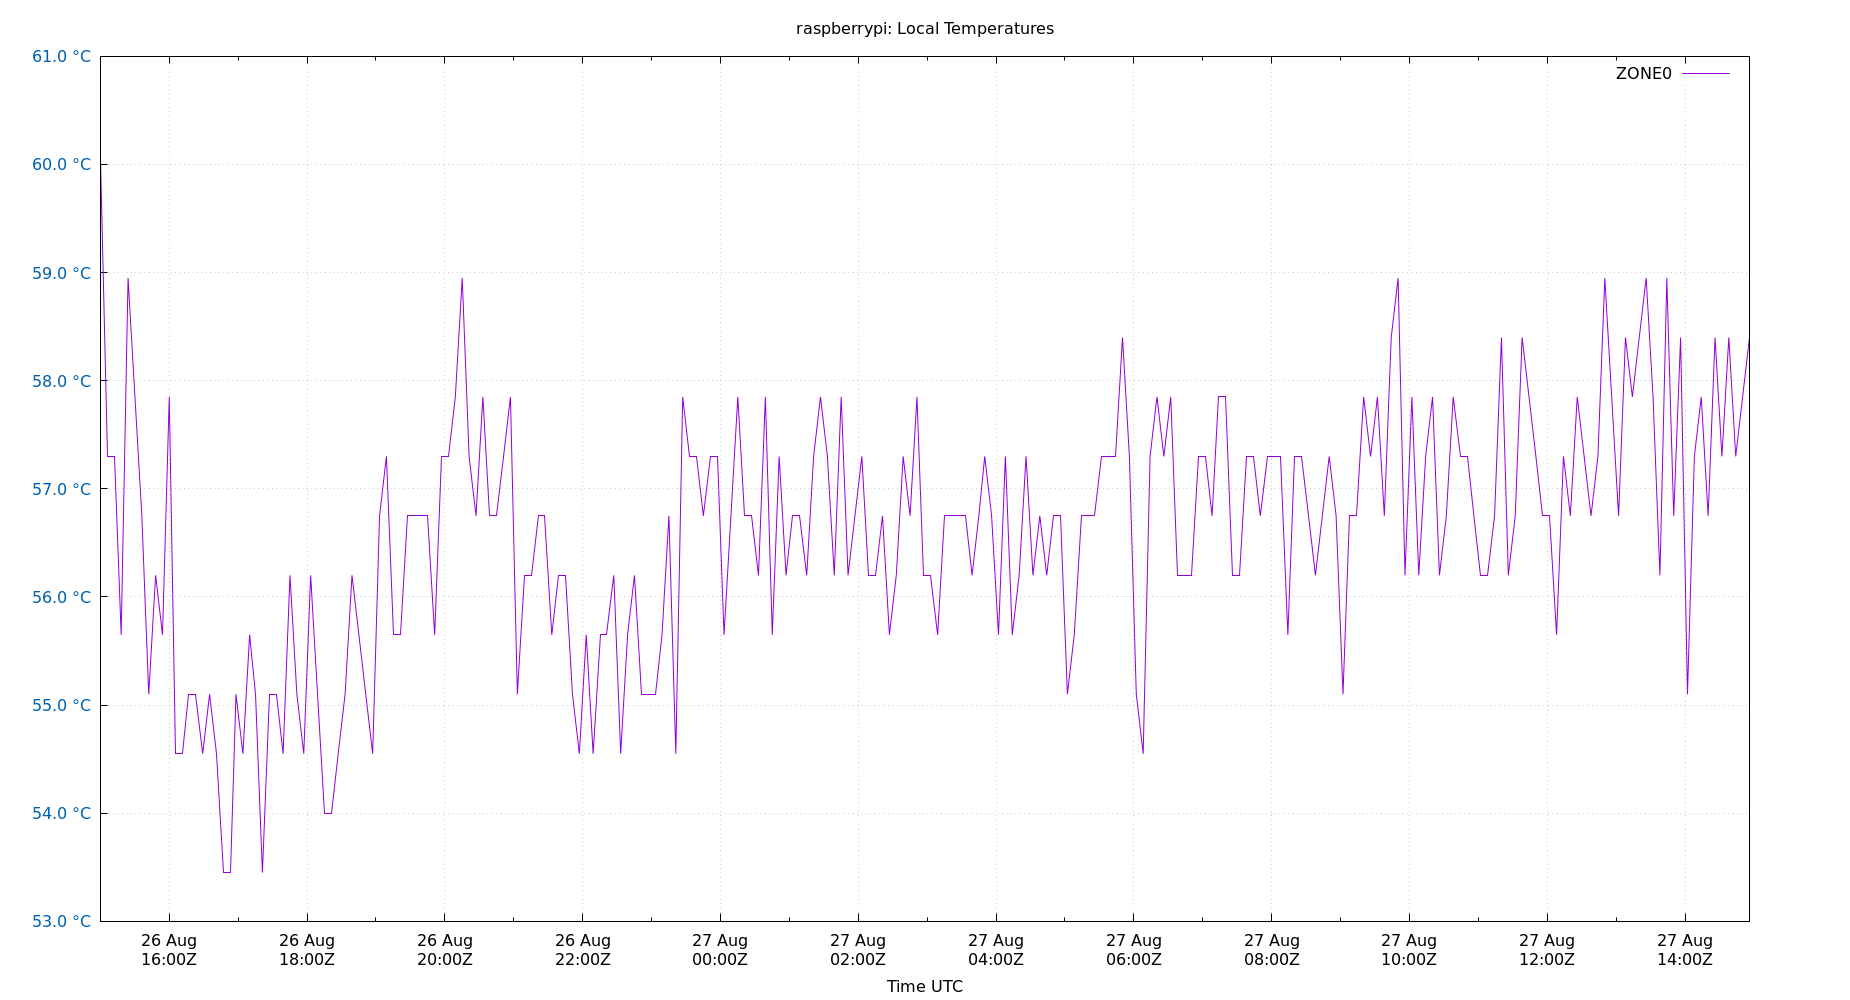 raspberrypi: Local Temperatures
61.0 °C
ZONE0
60.0 °C
59.0 °C
58.0 °C
57.0 °C
56.0 °C
55.0 °C
54.0 °C
53.0 °C
26 Aug 26 Aug 26 Aug 26 Aug 27 Aug 27 Aug 27 Aug 27 Aug 27 Aug 27 Aug 27 Aug 27 Aug
16:00Z 18:00Z 20:00Z 22:00Z 00:00Z 02:00Z 04:00Z 06:00Z 08:00Z 10:00Z 12:00Z 14:00Z
Time UTC